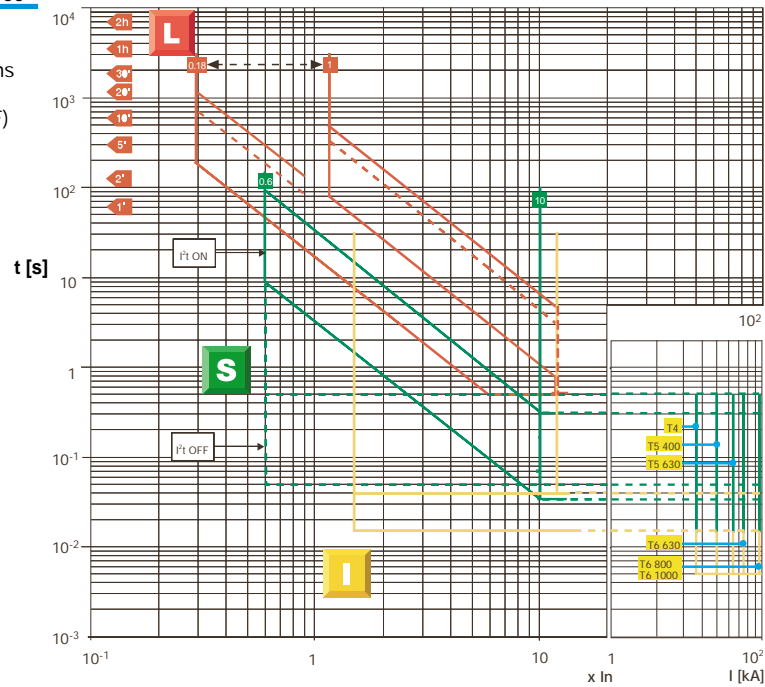 10⁴
2h
L
1h
0.18
1
ns
30'
20'
10³
10'
F)
5'
10²
2'
0.6
1'
10
I²t ON
t [s]
10
10²
1
S
T4
I²t OFF
T5 400
10⁻¹
T5 630
10⁻²
T6 630
I
T6 800
T6 1000
10⁻³
10⁻¹
1
10
1
10²
x In
I [kA]